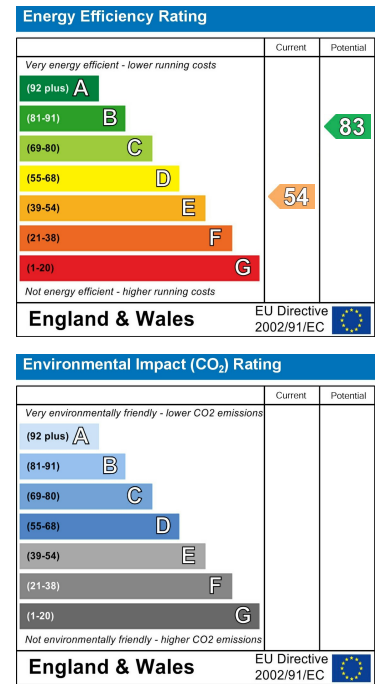 Energy Efficiency Rating
Current Potential
Very energy efficient - lower running costs
(92 plus) A
(81-91) B
83
(69-80) C
(55-68) D
54
(39-54) E
(21-38) F
(1-20) G
Not energy efficient - higher running costs
England & Wales
EU Directive
2002/91/EC
Environmental Impact (CO₂) Rating
Current Potential
Very environmentally friendly - lower CO2 emissions
(92 plus) A
(81-91) B
(69-80) C
(55-68) D
(39-54) E
(21-38) F
(1-20) G
Not environmentally friendly - higher CO2 emissions
England & Wales
EU Directive
2002/91/EC